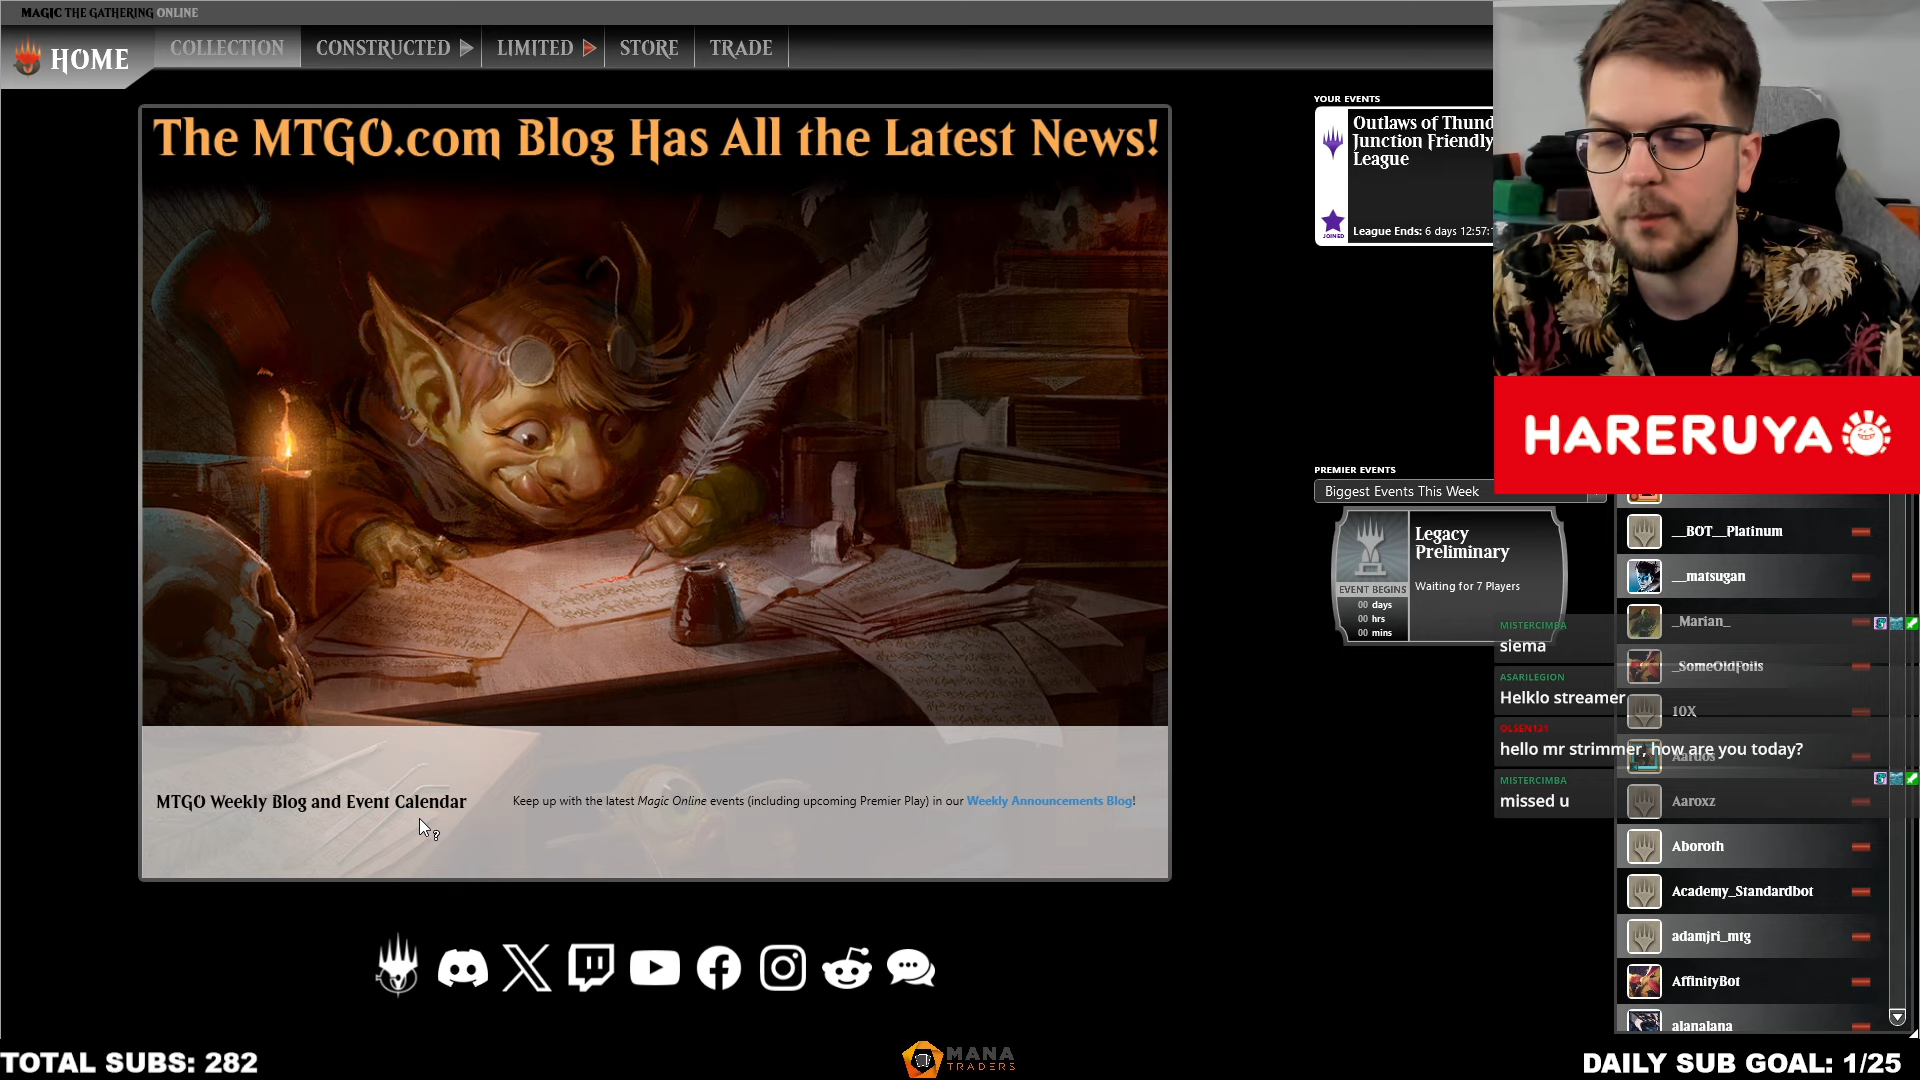 MAGIC THE GATHERING ONLINE
HOME
COLLECTION
CONSTRUCTED
LIMITED
STORE
TRADE
The MTGO.com Blog Has All the Latest News!
MTGO Weekly Blog and Event Calendar
Keep up with the latest Magic Online events (including upcoming Premier Play) in our Weekly Announcements Blog!
YOUR EVENTS
Outlaws of Thund
Junction Friendly
League
JOINED
League Ends: 6 days 12:57:
HARERUYA
PREMIER EVENTS
Biggest Events This Week
Legacy
Preliminary
Waiting for 7 Players
EVENT BEGINS
00 days
00 hrs
00 mins
__BOT__Platinum
__matsugan
_Marian_
_SomeOldFoils
10X
Aardos
Aaroxz
Aboroth
Academy_Standardbot
adamjri_mtg
AffinityBot
alanalana
MISTERCIMBA
siema
ASARILEGION
Helklo streamer
OLSEN131
hello mr strimmer, how are you today?
MISTERCIMBA
missed u
TOTAL SUBS: 282
MANA
TRADERS
DAILY SUB GOAL: 1/25